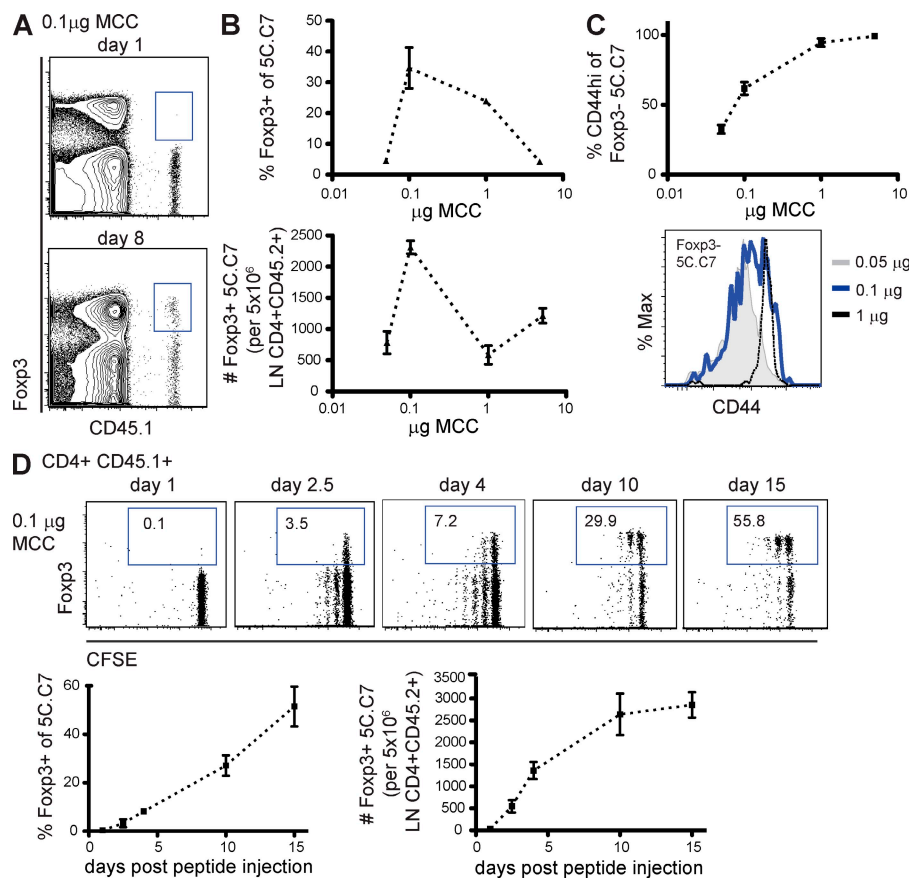 A
0.1µg MCC
day 1
day 8
Foxp3
CD45.1
B
% Foxp3+ of 5C.C7
50
40
30
20
10
0
0.01 0.1 1 10
µg MCC
# Foxp3+ 5C.C7
(per 5x10⁶
LN CD4+CD45.2+)
2500
2000
1500
1000
500
0
0.01 0.1 1 10
µg MCC
C
% CD44hi of
Foxp3- 5C.C7
100
50
0
0.01 0.1 1 10
µg MCC
Foxp3-
5C.C7
% Max
CD44
0.05 µg
0.1 µg
1 µg
D CD4+ CD45.1+
day 1 day 2.5 day 4 day 10 day 15
0.1 µg
MCC
0.1 3.5 7.2 29.9 55.8
Foxp3
CFSE
% Foxp3+ of 5C.C7
60
40
20
0
0 5 10 15
days post peptide injection
# Foxp3+ 5C.C7
(per 5x10⁶
LN CD4+CD45.2+)
3500
3000
2500
2000
1500
1000
500
0
0 5 10 15
days post peptide injection